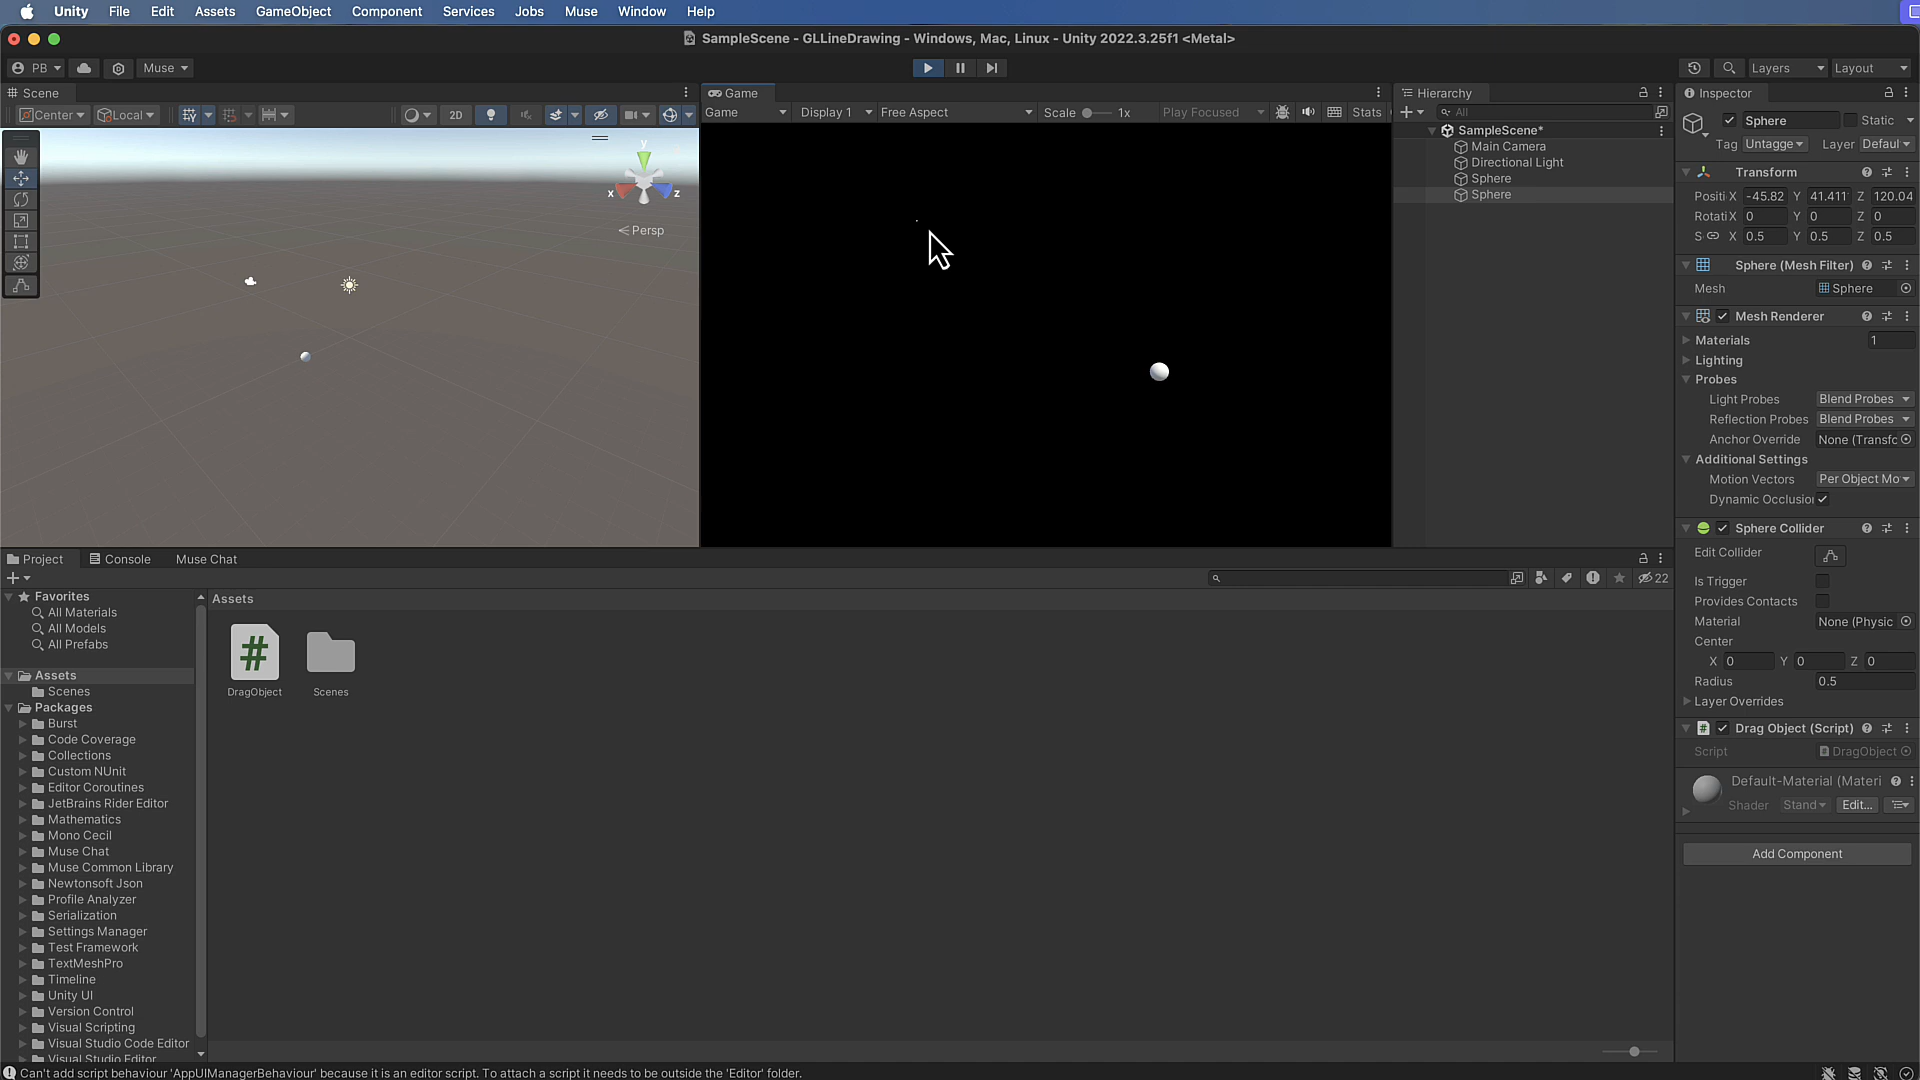 Unity File Edit Assets GameObject Component Services Jobs Muse Window Help
SampleScene - GLLineDrawing - Windows, Mac, Linux - Unity 2022.3.25f1 <Metal>
PB Muse Layers Layout
Scene
Center Local 2D
y
x z
Persp
Game
Game Display 1 Free Aspect Scale 1x Play Focused Stats
Hierarchy
All
SampleScene*
Main Camera
Directional Light
Sphere
Sphere
Inspector
Sphere Static
Tag Untagge Layer Defaul
Transform
Positi X -45.82 Y 41.411 Z 120.04
Rotati X 0 Y 0 Z 0
S X 0.5 Y 0.5 Z 0.5
Sphere (Mesh Filter)
Mesh Sphere
Mesh Renderer
Materials 1
Lighting
Probes
Light Probes Blend Probes
Reflection Probes Blend Probes
Anchor Override None (Transfc
Additional Settings
Motion Vectors Per Object Mo
Dynamic Occlusio
Sphere Collider
Edit Collider
Is Trigger
Provides Contacts
Material None (Physic
Center
X 0 Y 0 Z 0
Radius 0.5
Layer Overrides
# Drag Object (Script)
Script DragObject
Default-Material (Materi
Shader Stand Edit...
Add Component
Project Console Muse Chat
22
Favorites
All Materials
All Models
All Prefabs
Assets
Scenes
Packages
Burst
Code Coverage
Collections
Custom NUnit
Editor Coroutines
JetBrains Rider Editor
Mathematics
Mono Cecil
Muse Chat
Muse Common Library
Newtonsoft Json
Profile Analyzer
Serialization
Settings Manager
Test Framework
TextMeshPro
Timeline
Unity UI
Version Control
Visual Scripting
Visual Studio Code Editor
Visual Studio Editor
Assets
#
DragObject Scenes
Can't add script behaviour 'AppUIManagerBehaviour' because it is an editor script. To attach a script it needs to be outside the 'Editor' folder.